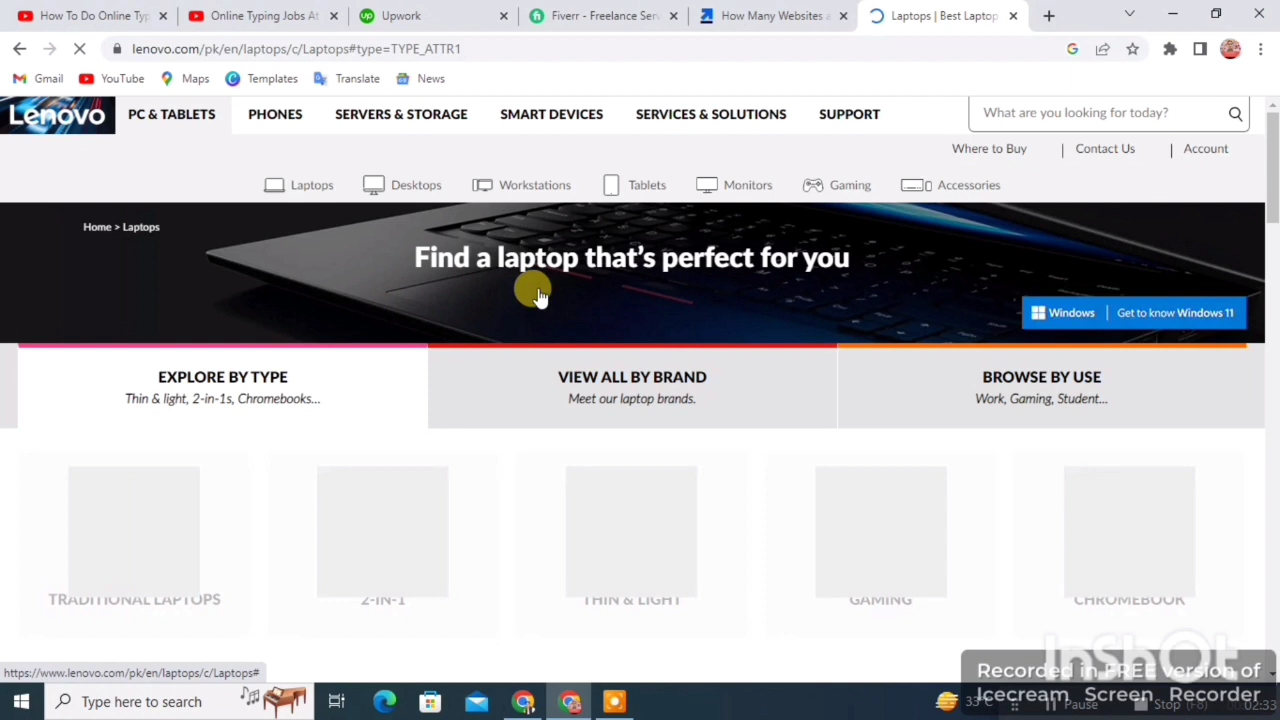 How To Do Online Typ
Online Typing Jobs At
Upwork
Fiverr - Freelance Serv
How Many Websites a
Laptops | Best Laptop
lenovo.com/pk/en/laptops/c/Laptops#type=TYPE_ATTR1
Gmail YouTube Maps Templates Translate News
Lenovo PC & TABLETS PHONES SERVERS & STORAGE SMART DEVICES SERVICES & SOLUTIONS SUPPORT What are you looking for today?
Where to Buy | Contact Us | Account
Laptops Desktops Workstations Tablets Monitors Gaming Accessories
Home > Laptops
Find a laptop that's perfect for you
Windows | Get to know Windows 11
EXPLORE BY TYPE
Thin & light, 2-in-1s, Chromebooks...
VIEW ALL BY BRAND
Meet our laptop brands.
BROWSE BY USE
Work, Gaming, Student...
TRADITIONAL LAPTOPS 2-IN-1 THIN & LIGHT GAMING CHROMEBOOK
https://www.lenovo.com/pk/en/laptops/c/Laptops#
InShOt
Recorded in FREE version of
Icecream Screen Recorder
Type here to search
33°C
Pause Stop (F8) 00:02:33